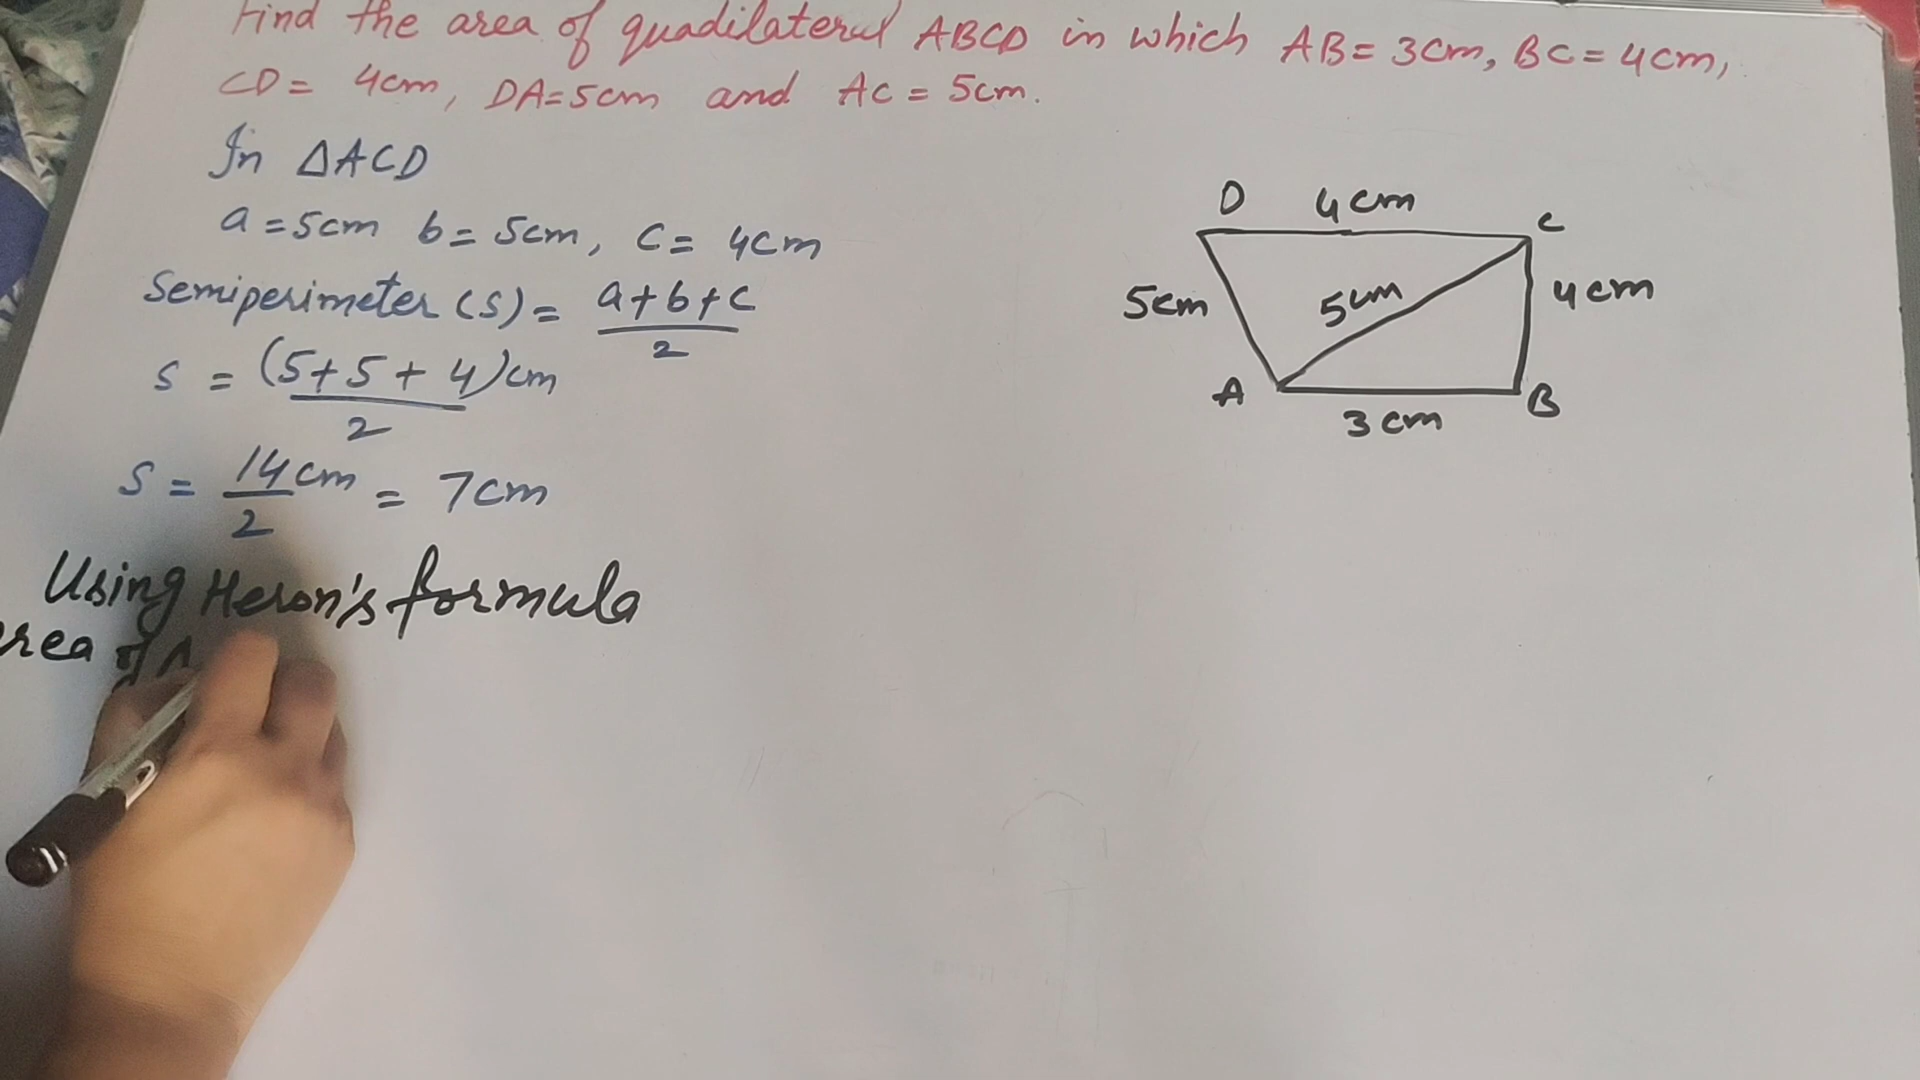 Find the area of quadilateral ABCD in which AB = 3cm, BC = 4cm,
CD = 4cm, DA=5cm and AC = 5cm.
In ΔACD
a = 5cm b = 5cm, c = 4cm
Semiperimeter (S) = a+b+c / 2
S = (5+5+4)cm / 2
S = 14cm / 2 = 7cm
Using Heron's formula
area of Δ
D 4cm C
5cm 5cm 4cm
A B
3cm